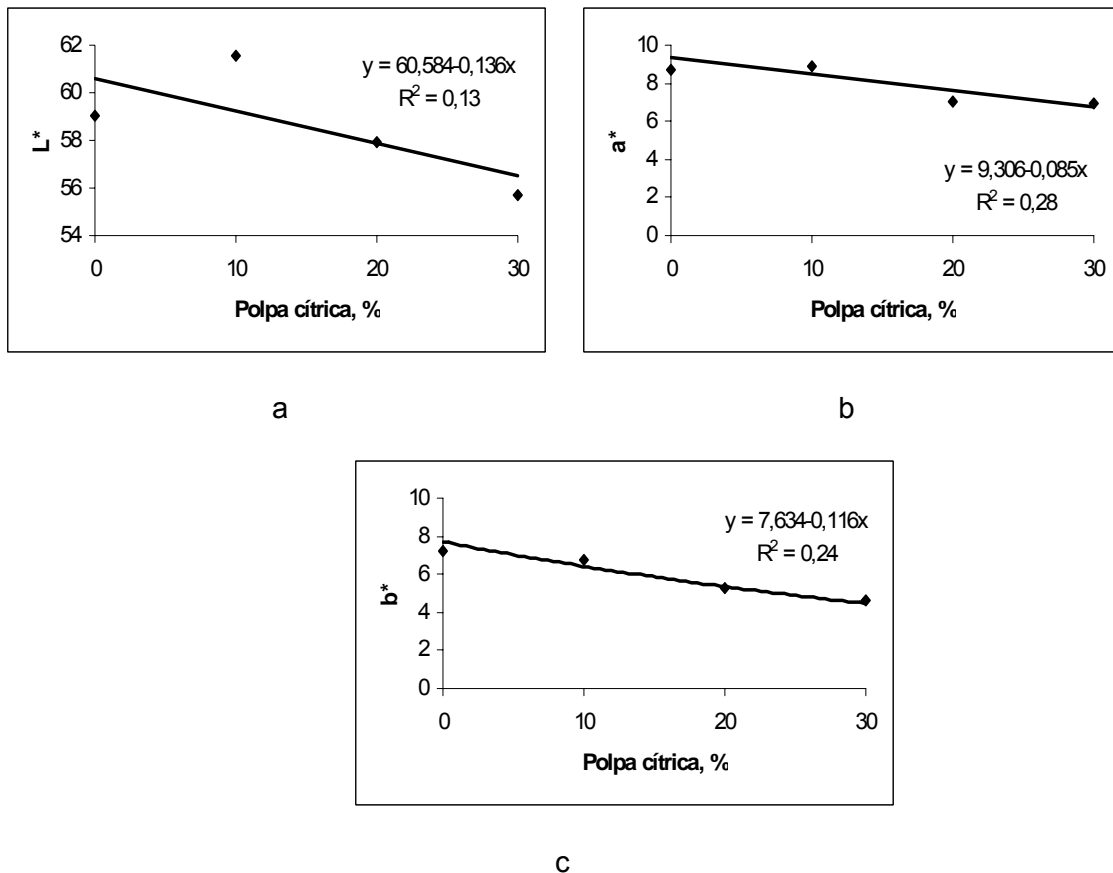 62
60
58
56
54
L*
y = 60,584-0,136x
R² = 0,13
0 10 20 30
Polpa cítrica, %
a
10
8
6
4
2
0
a*
y = 9,306-0,085x
R² = 0,28
0 10 20 30
Polpa cítrica, %
b
10
8
6
4
2
0
b*
y = 7,634-0,116x
R² = 0,24
0 10 20 30
Polpa cítrica, %
c